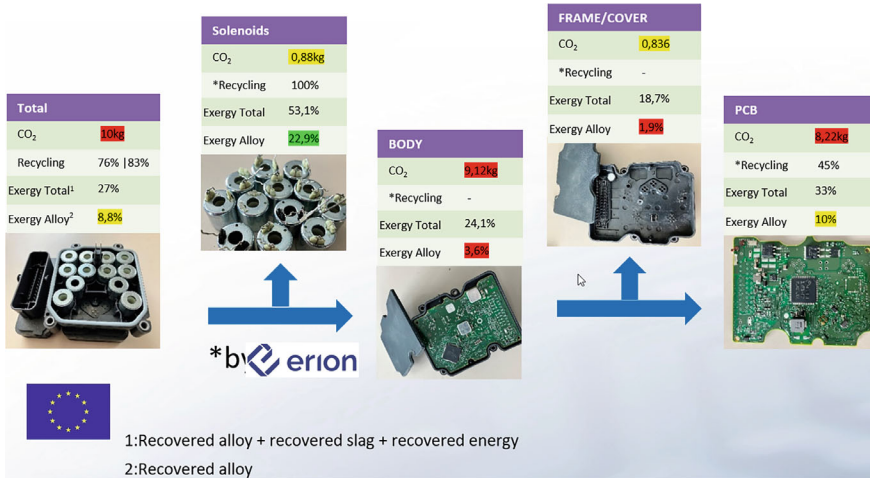 Total
CO₂ 10kg
Recycling 76% |83%
Exergy Total¹ 27%
Exergy Alloy² 8,8%
Solenoids
CO₂ 0,88kg
*Recycling 100%
Exergy Total 53,1%
Exergy Alloy 22,9%
BODY
CO₂ 9,12kg
*Recycling -
Exergy Total 24,1%
Exergy Alloy 3,6%
FRAME/COVER
CO₂ 0,836
*Recycling -
Exergy Total 18,7%
Exergy Alloy 1,9%
PCB
CO₂ 8,22kg
*Recycling 45%
Exergy Total 33%
Exergy Alloy 10%
*by erion
1:Recovered alloy + recovered slag + recovered energy
2:Recovered alloy